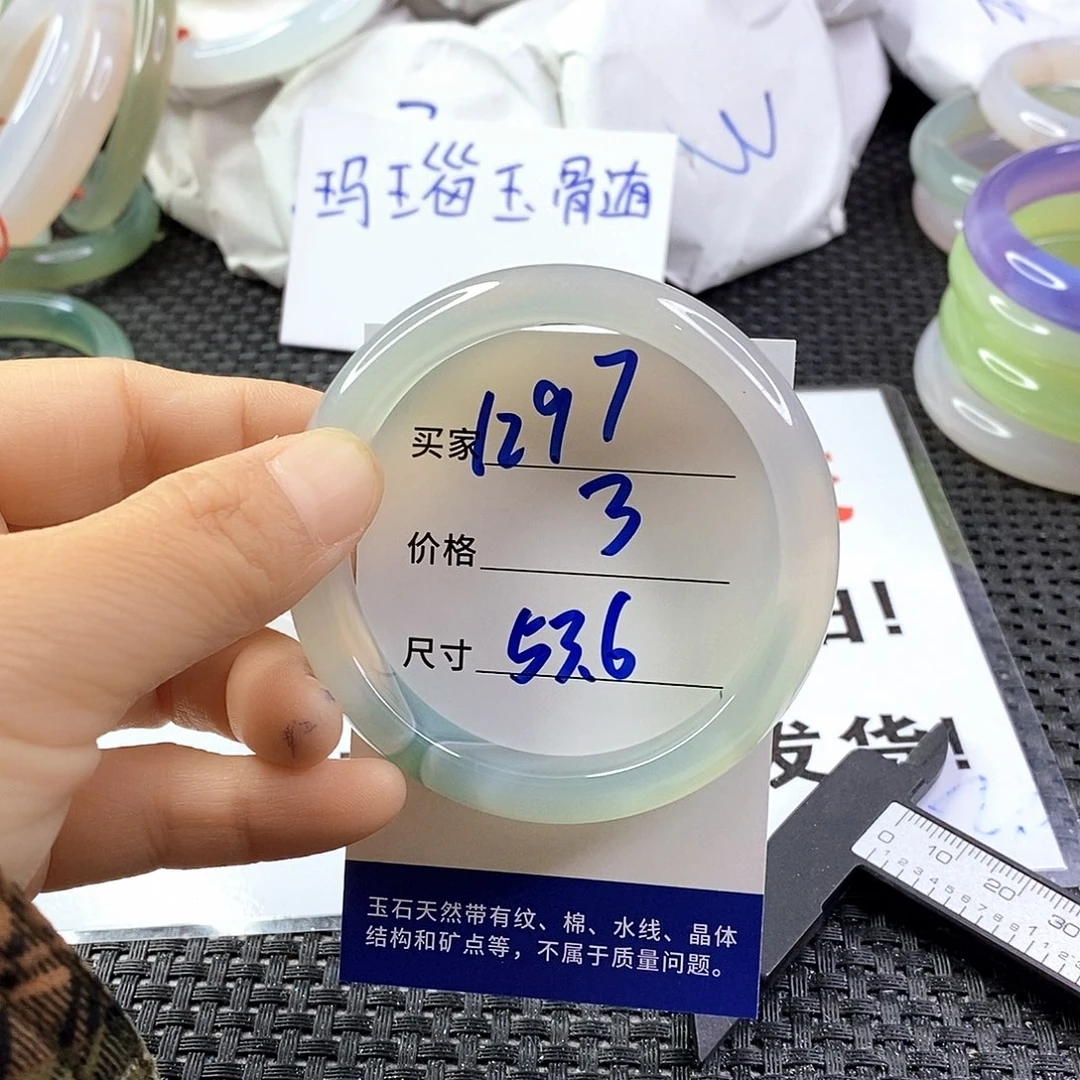 玛瑙玉骨髓
买家 1297
价格 3
尺寸 53.6
玉石天然带有纹、棉、水线、晶体
结构和矿点等，不属于质量问题。
发货!
0 10 20 30